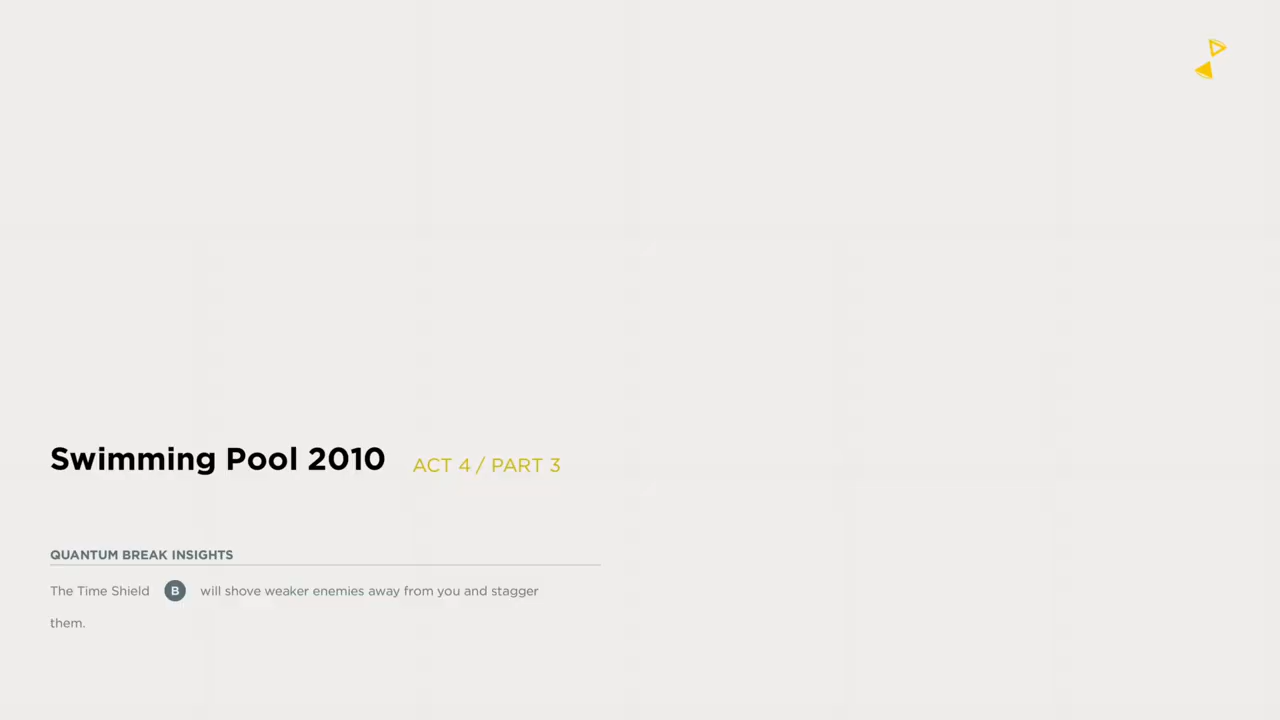 Swimming Pool 2010 ACT 4 / PART 3
QUANTUM BREAK INSIGHTS
The Time Shield B will shove weaker enemies away from you and stagger
them.